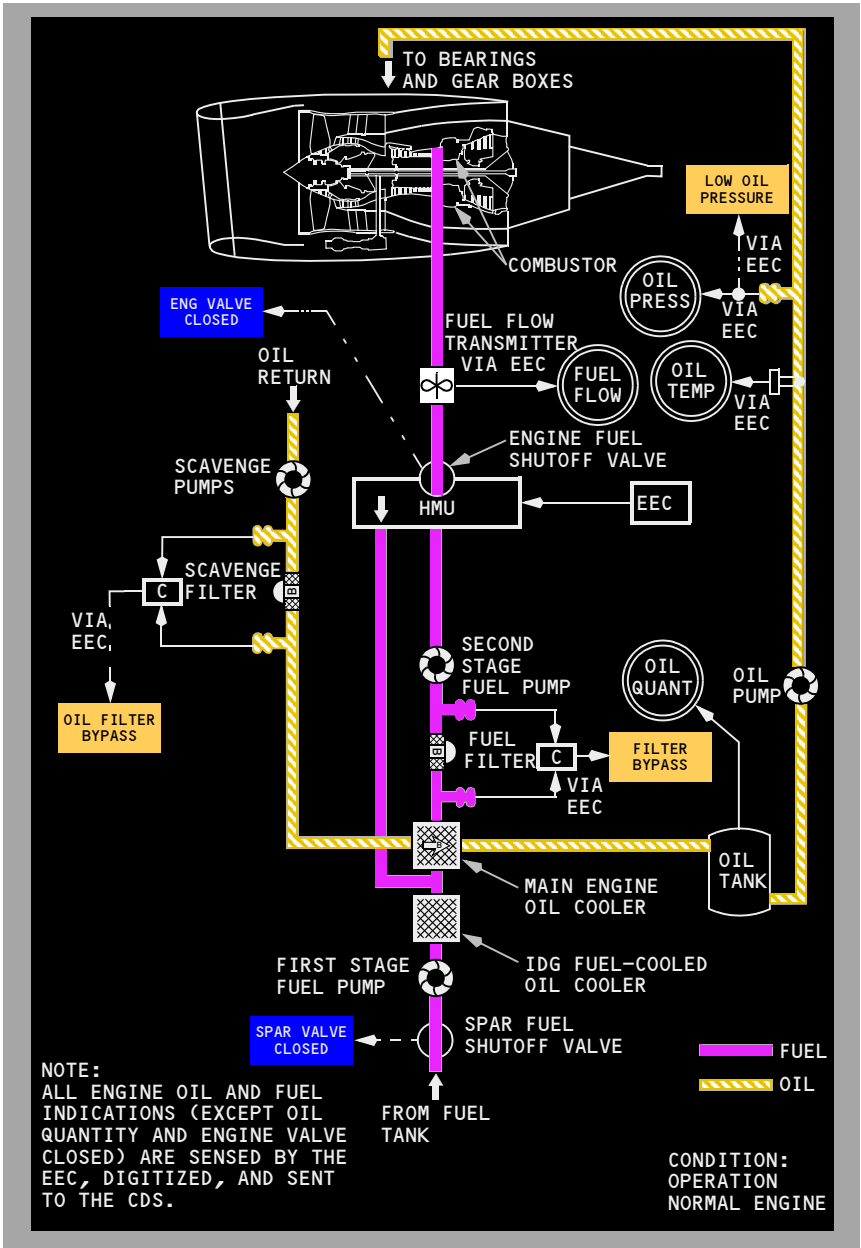 TO BEARINGS
AND GEAR BOXES
LOW OIL
PRESSURE
VIA
EEC
COMBUSTOR
OIL
PRESS
VIA
EEC
ENG VALVE
CLOSED
FUEL FLOW
TRANSMITTER
VIA EEC
OIL
RETURN
FUEL
FLOW
OIL
TEMP
VIA
EEC
ENGINE FUEL
SHUTOFF VALVE
SCAVENGE
PUMPS
HMU
EEC
SCAVENGE
FILTER
C
B
VIA
EEC
SECOND
STAGE
FUEL PUMP
OIL
QUANT
OIL
PUMP
OIL FILTER
BYPASS
FUEL
FILTER
B
C
FILTER
BYPASS
VIA
EEC
B
OIL
TANK
MAIN ENGINE
OIL COOLER
FIRST STAGE
FUEL PUMP
IDG FUEL-COOLED
OIL COOLER
SPAR VALVE
CLOSED
SPAR FUEL
SHUTOFF VALVE
FUEL
OIL
NOTE:
ALL ENGINE OIL AND FUEL
INDICATIONS (EXCEPT OIL
QUANTITY AND ENGINE VALVE
CLOSED) ARE SENSED BY THE
EEC, DIGITIZED, AND SENT
TO THE CDS.
FROM FUEL
TANK
CONDITION:
OPERATION
NORMAL ENGINE